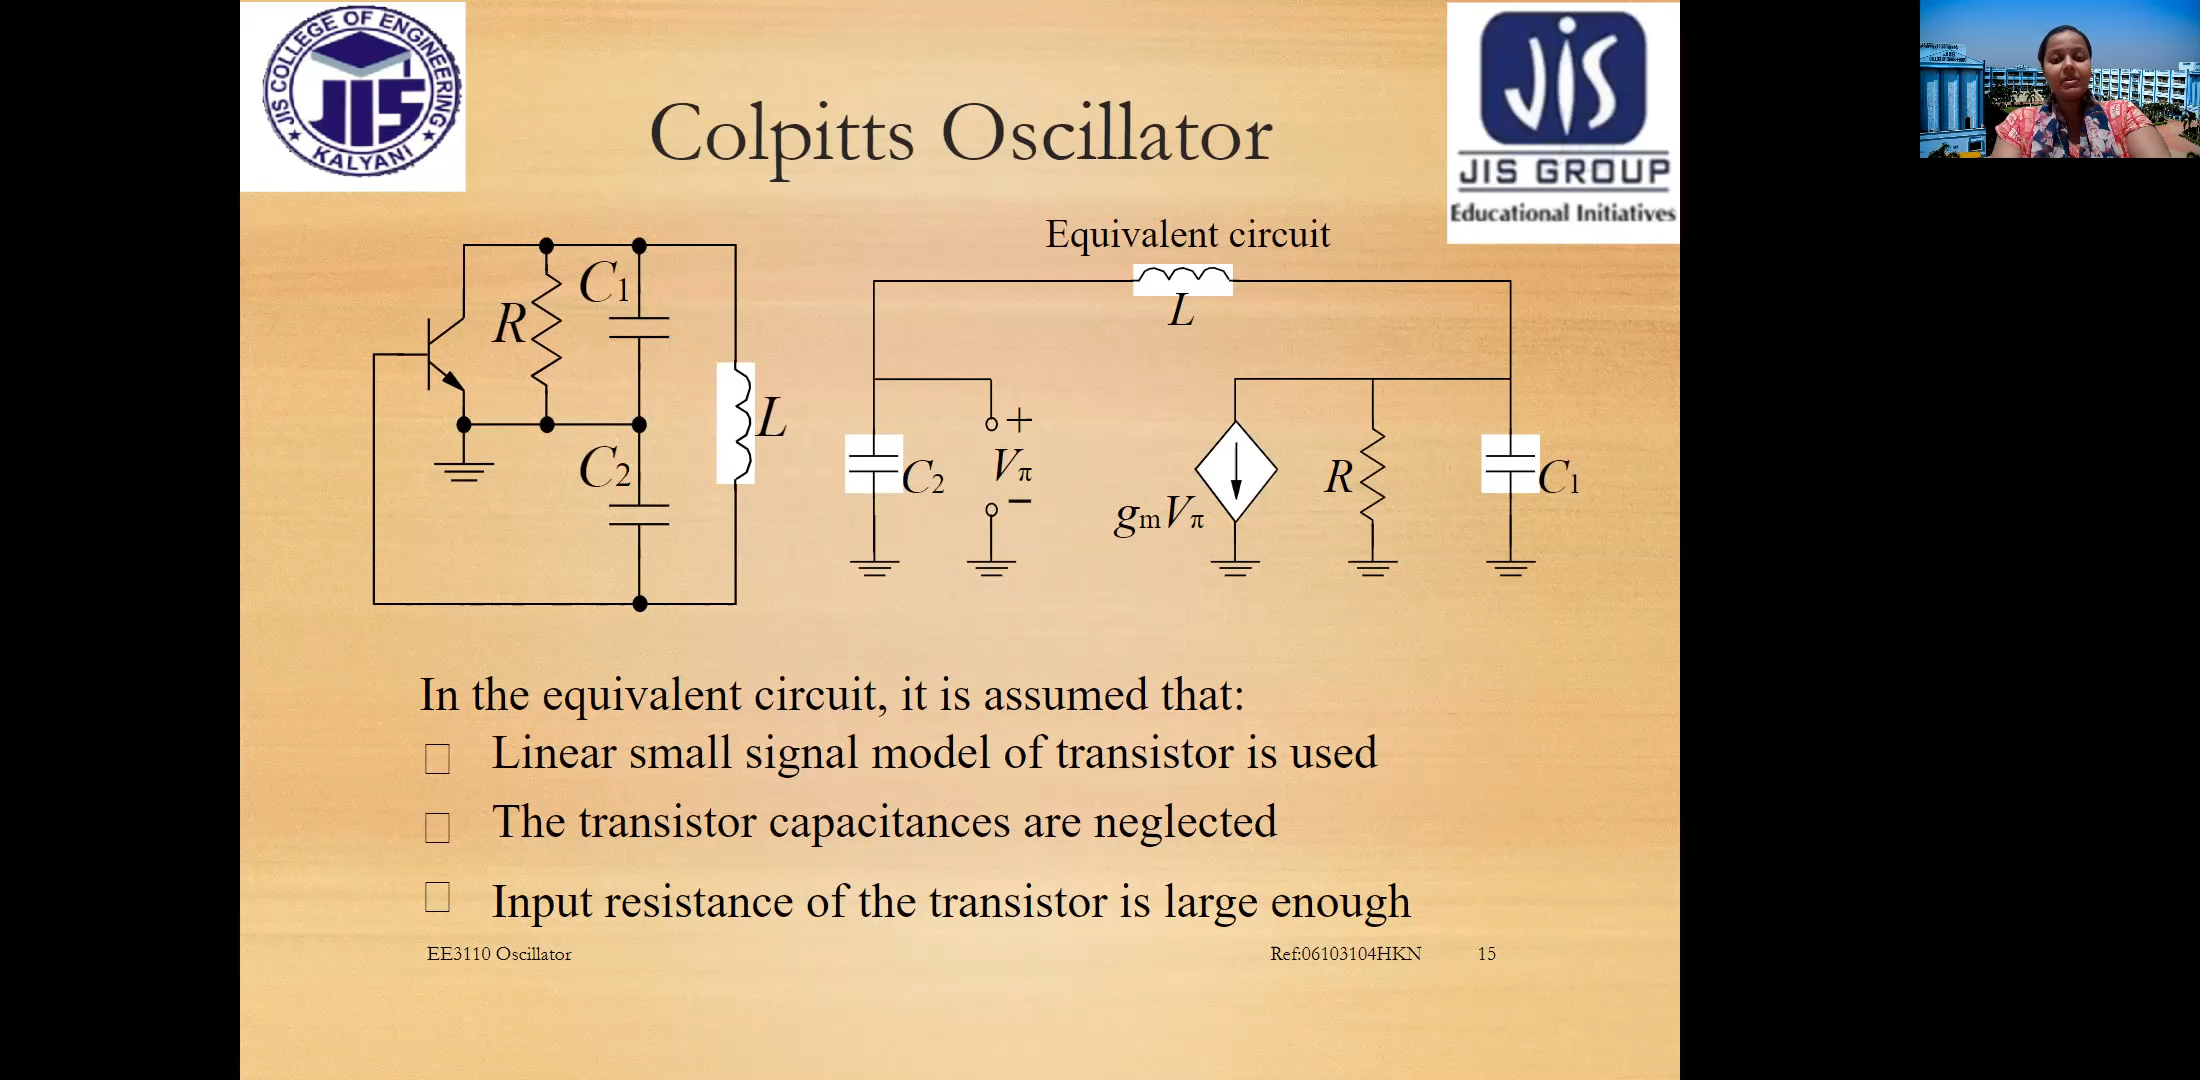 JIS COLLEGE OF ENGINEERING
JIS
KALYANI
Colpitts Oscillator
JIS
JIS GROUP
Educational Initiatives
Equivalent circuit
R
C1
C2
L
L
C2
+
Vπ
−
gmVπ
R
C1
In the equivalent circuit, it is assumed that:
Linear small signal model of transistor is used
The transistor capacitances are neglected
Input resistance of the transistor is large enough
EE3110 Oscillator
Ref:06103104HKN
15